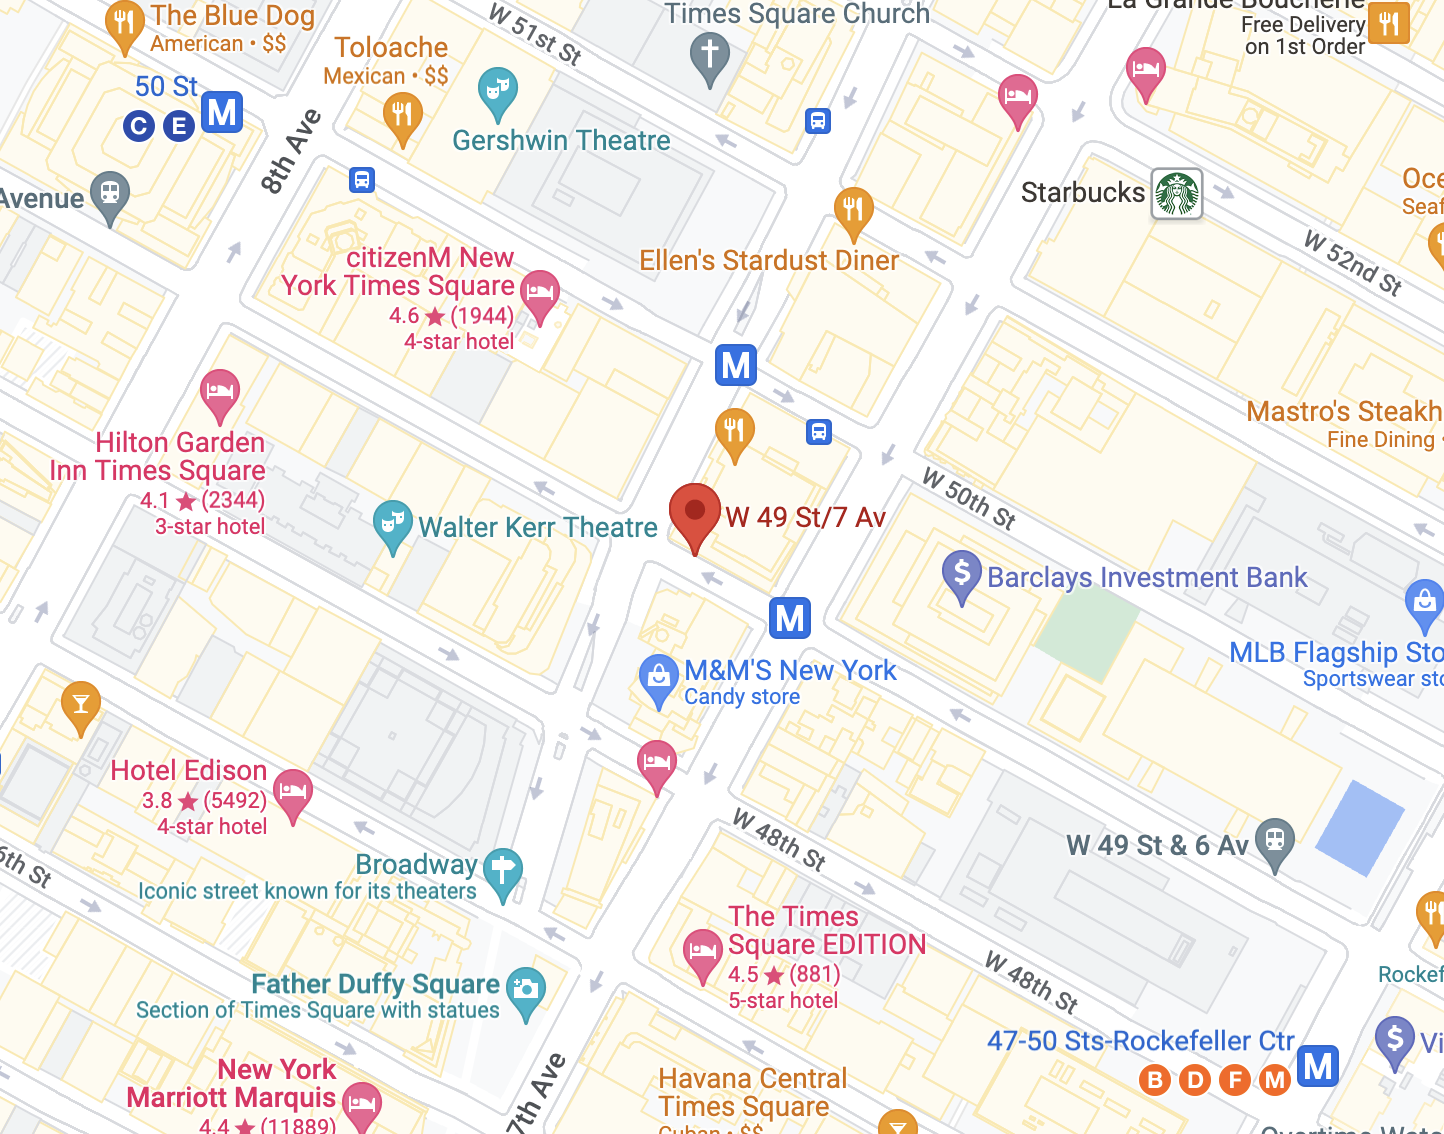 The Blue Dog
American • $$
50 St
C E
M
Toloache
Mexican • $$
W 51st St
Times Square Church
La Grande Boucherie
Free Delivery
on 1st Order
Gershwin Theatre
8th Ave
Avenue
Starbucks
Oce
Seaf
W 52nd St
citizenM New
York Times Square
4.6 ★ (1944)
4-star hotel
Ellen's Stardust Diner
M
Mastro's Steakh
Fine Dining •
Hilton Garden
Inn Times Square
4.1 ★ (2344)
3-star hotel
Walter Kerr Theatre
W 49 St/7 Av
W 50th St
$
Barclays Investment Bank
M
M&M'S New York
Candy store
MLB Flagship Sto
Sportswear sto
Hotel Edison
3.8 ★ (5492)
4-star hotel
W 48th St
W 49 St & 6 Av
6th St
Broadway
Iconic street known for its theaters
The Times
Square EDITION
4.5 ★ (881)
5-star hotel
W 48th St
Father Duffy Square
Section of Times Square with statues
Rockef
47-50 Sts-Rockefeller Ctr
B D F M
M
$
Vi
New York
Marriott Marquis
4.4 ★ (11889)
7th Ave
Havana Central
Times Square
Cuban • $$